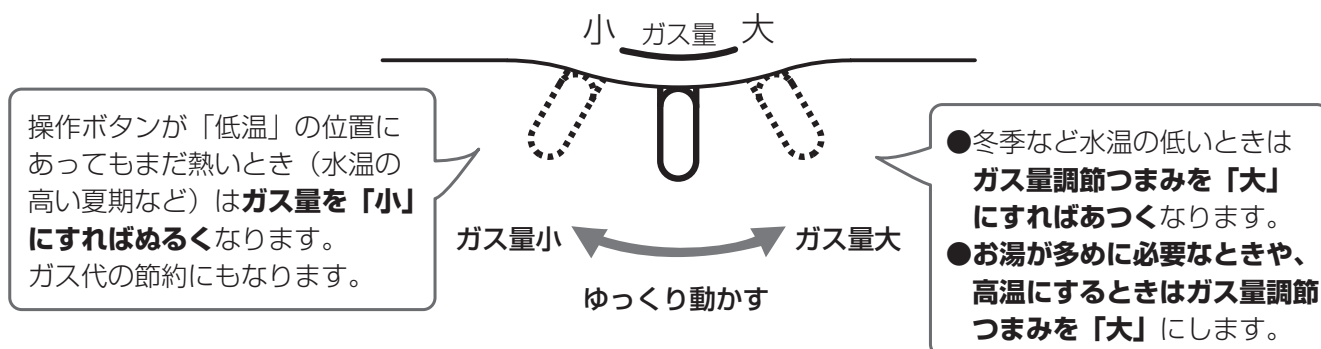 小 ガス量 大
操作ボタンが「低温」の位置に
あってもまだ熱いとき（水温の
高い夏期など）はガス量を「小」
にすればぬるくなります。
ガス代の節約にもなります。
ガス量小
ガス量大
ゆっくり動かす
●冬季など水温の低いときは
ガス量調節つまみを「大」
にすればあつくなります。
●お湯が多めに必要なときや、
高温にするときはガス量調節
つまみを「大」にします。